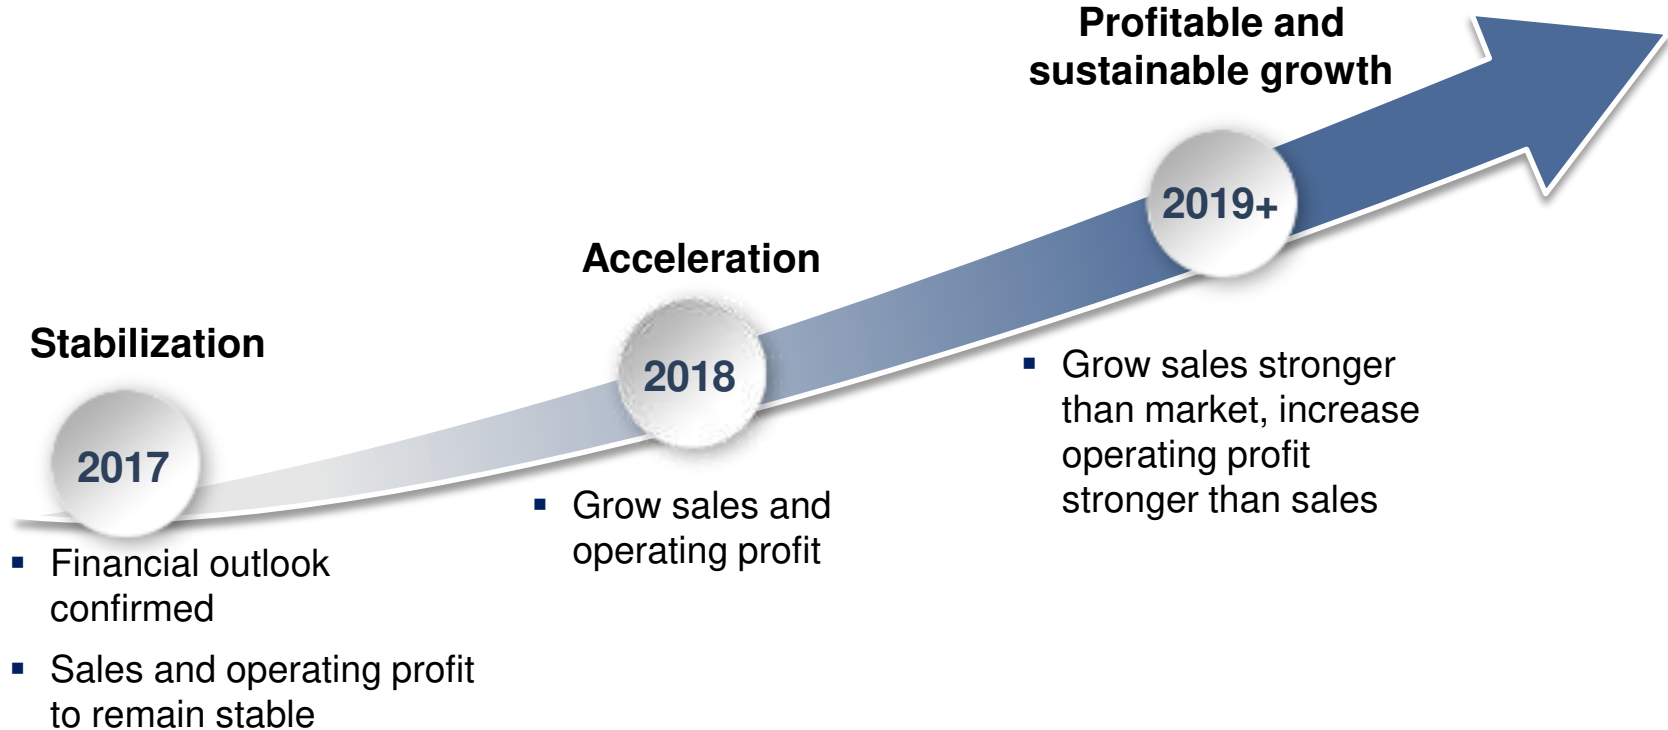 Stabilization
2017
▪ Financial outlook
confirmed
▪ Sales and operating profit
to remain stable
Acceleration
2018
▪ Grow sales and
operating profit
Profitable and
sustainable growth
2019+
▪ Grow sales stronger
than market, increase
operating profit
stronger than sales